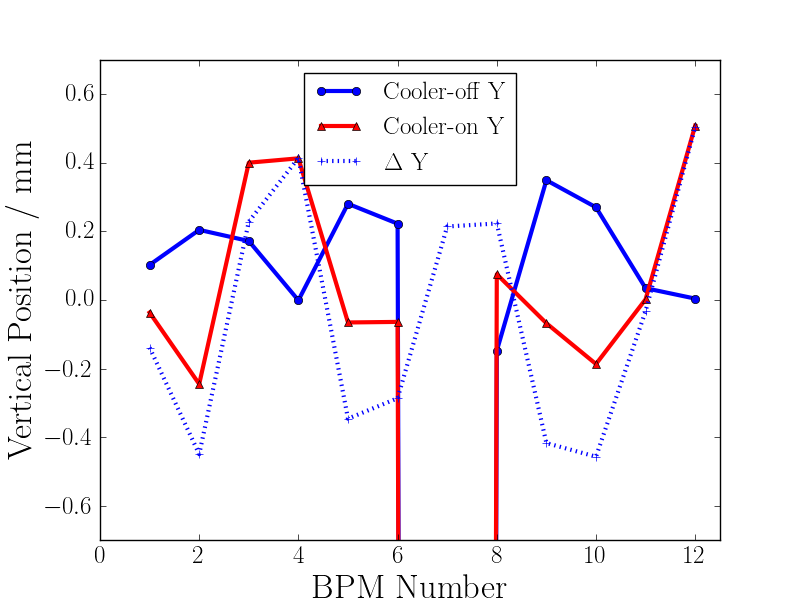 Vertical Position / mm
0.6
0.4
0.2
0.0
−0.2
−0.4
−0.6
Cooler-off Y
Cooler-on Y
Δ Y
0 2 4 6 8 10 12
BPM Number